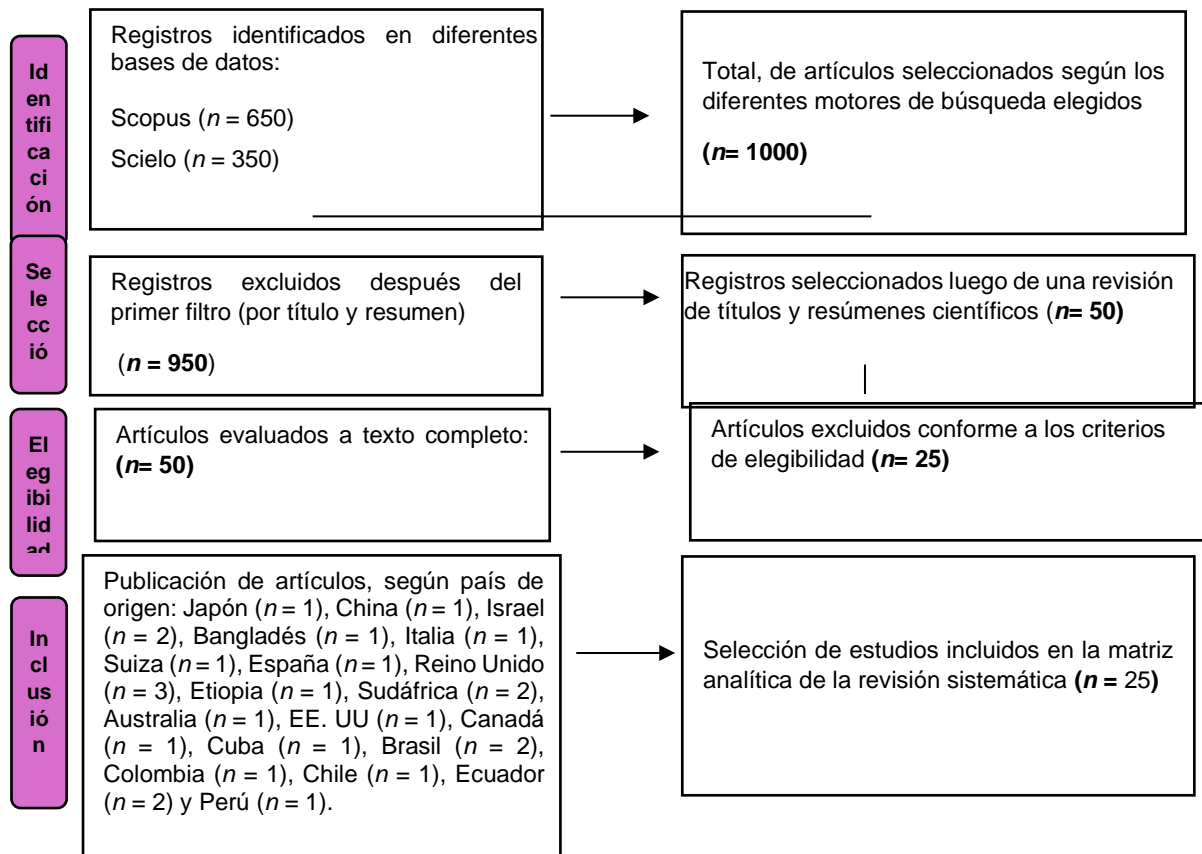 Id
en
tifi
ca
ci
ón
Registros identificados en diferentes
bases de datos:
Scopus (n = 650)
Scielo (n = 350)
Total, de artículos seleccionados según los
diferentes motores de búsqueda elegidos
(n= 1000)
Se
le
cc
ió
Registros excluidos después del
primer filtro (por título y resumen)
(n = 950)
Registros seleccionados luego de una revisión
de títulos y resúmenes científicos (n= 50)
El
eg
ibi
lid
ad
Artículos evaluados a texto completo:
(n= 50)
Artículos excluidos conforme a los criterios
de elegibilidad (n= 25)
In
cl
us
ió
n
Publicación de artículos, según país de
origen: Japón (n = 1), China (n = 1), Israel
(n = 2), Bangladés (n = 1), Italia (n = 1),
Suiza (n = 1), España (n = 1), Reino Unido
(n = 3), Etiopia (n = 1), Sudáfrica (n = 2),
Australia (n = 1), EE. UU (n = 1), Canadá
(n = 1), Cuba (n = 1), Brasil (n = 2),
Colombia (n = 1), Chile (n = 1), Ecuador
(n = 2) y Perú (n = 1).
Selección de estudios incluidos en la matriz
analítica de la revisión sistemática (n = 25)